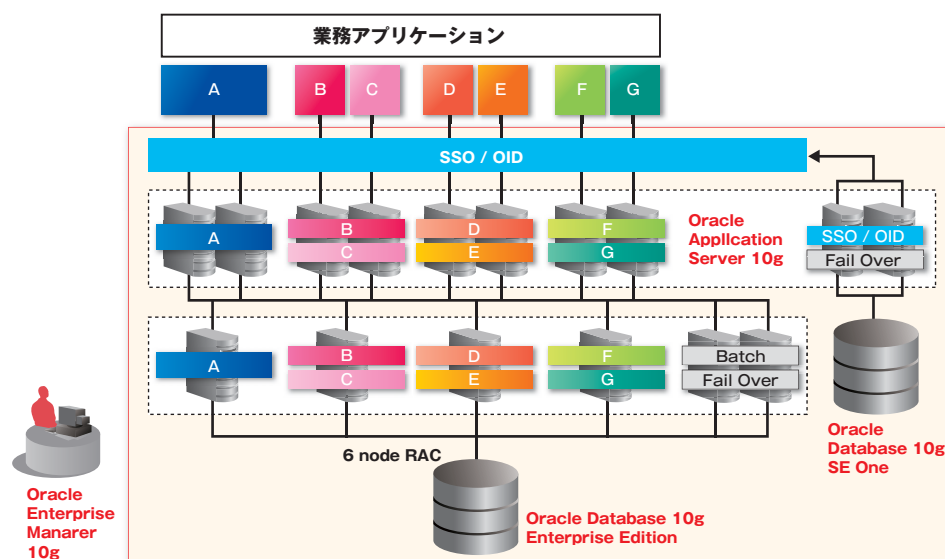 業務アプリケーション
A
B
C
D
E
F
G
SSO / OID
A
B
C
D
E
F
G
Oracle
Appllcation
Server 10g
SSO / OID
Fail Over
A
B
C
D
E
F
G
Batch
Fail Over
Oracle
Database 10g
SE One
6 node RAC
Oracle Database 10g
Enterprise Edition
Oracle
Enterprise
Manarer
10g